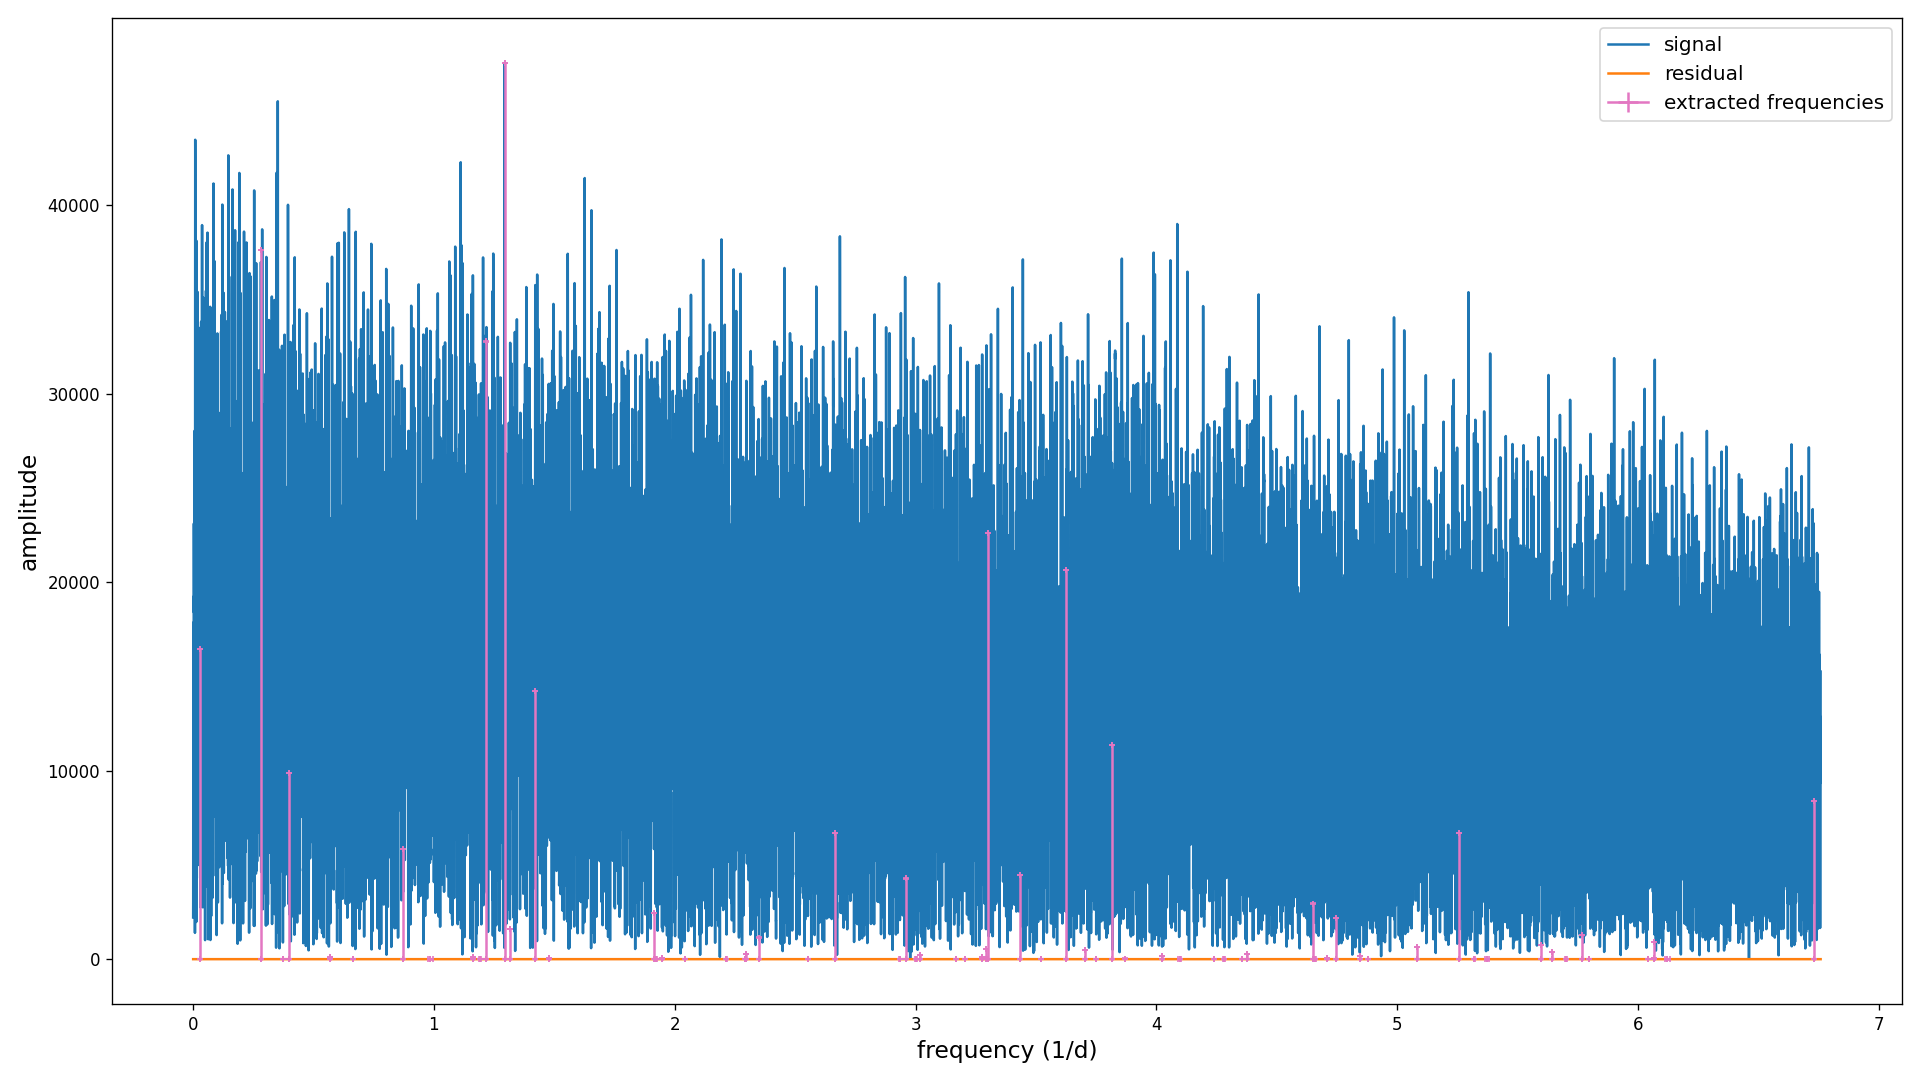 signal
residual
extracted frequencies
amplitude
40000
30000
20000
10000
0
0 1 2 3 4 5 6 7
frequency (1/d)